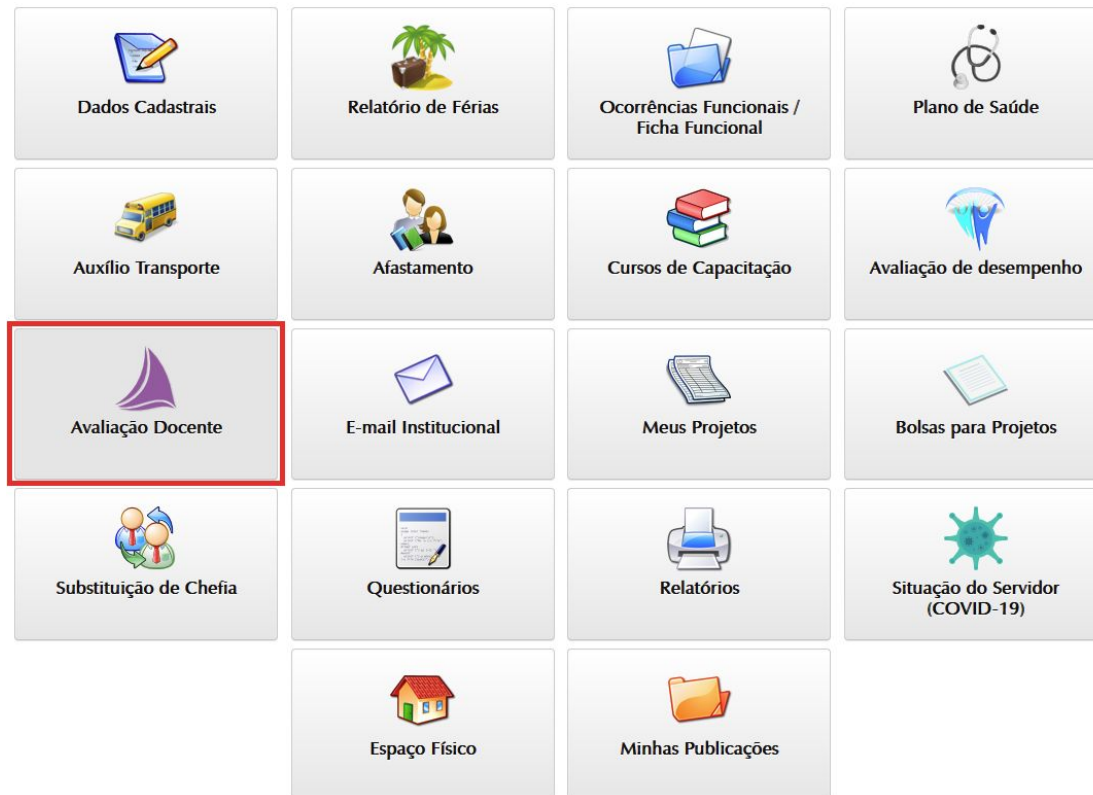 Dados Cadastrais
Relatório de Férias
Ocorrências Funcionais /
Ficha Funcional
Plano de Saúde
Auxílio Transporte
Afastamento
Cursos de Capacitação
Avaliação de desempenho
Avaliação Docente
E-mail Institucional
Meus Projetos
Bolsas para Projetos
Substituição de Chefia
Questionários
Relatórios
Situação do Servidor
(COVID-19)
Espaço Físico
Minhas Publicações